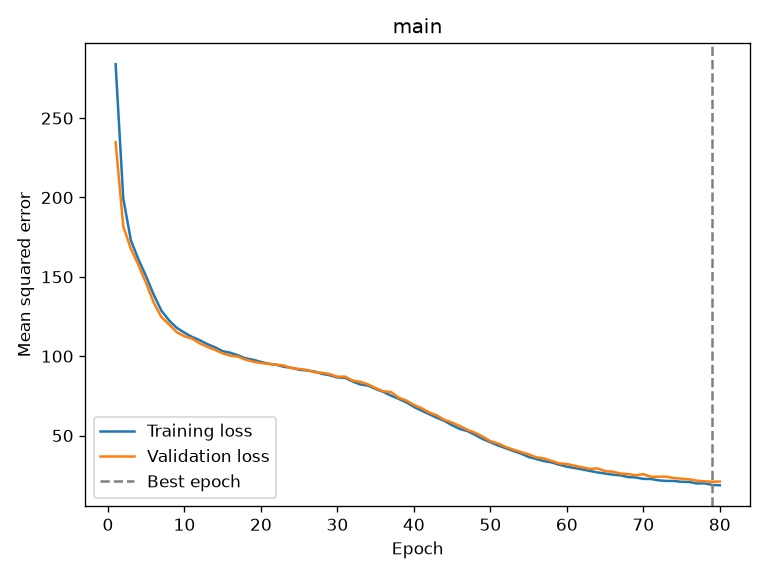 main
Mean squared error
250
200
150
100
50
Training loss
Validation loss
Best epoch
0 10 20 30 40 50 60 70 80
Epoch